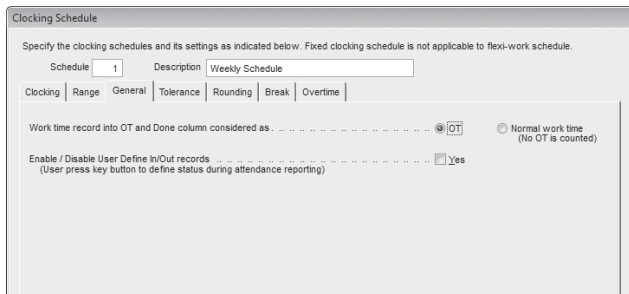 Clocking Schedule
Specify the clocking schedules and its settings as indicated below. Fixed clocking schedule is not applicable to flexi-work schedule.
Schedule 1 Description Weekly Schedule
Clocking Range General Tolerance Rounding Break Overtime
Work time record into OT and Done column considered as . . . . . . . . . . . . . . . . . . . . . OT Normal work time
(No OT is counted)
Enable / Disable User Define In/Out records . . . . . . . . . . . . . . . . . . . . . Yes
(User press key button to define status during attendance reporting)